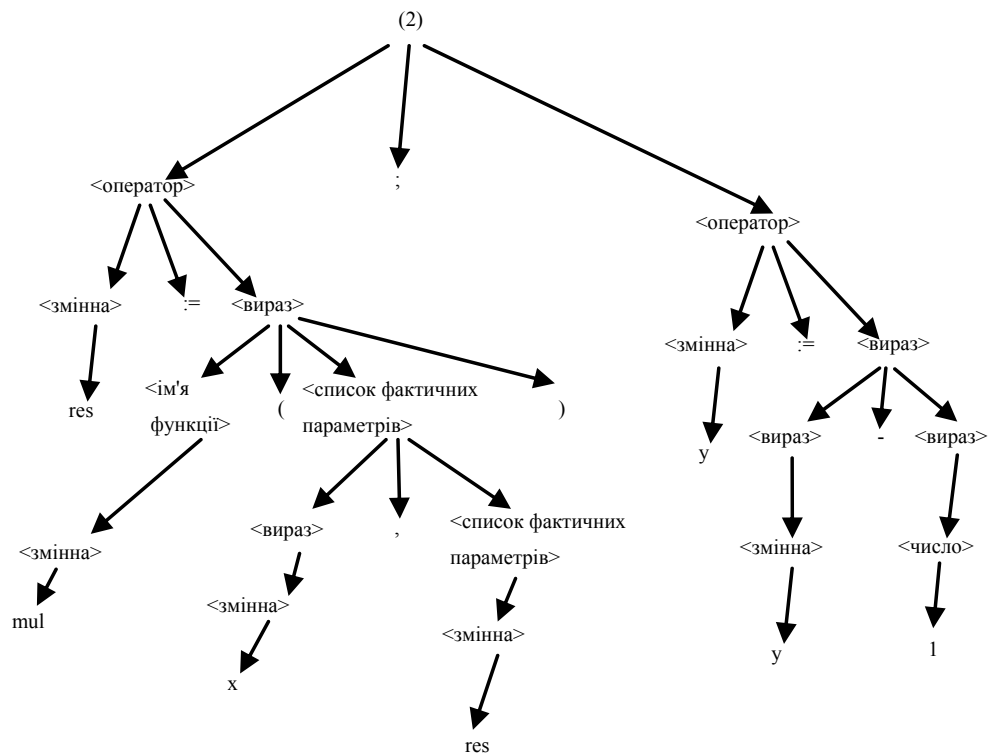 (2)
<оператор>
;
<оператор>
<змінна>
:=
<вираз>
<змінна>
:=
<вираз>
<ім'я
функції>
(
<список фактичних
параметрів>
)
res
y
<вираз>
-
<вираз>
<змінна>
<вираз>
,
<список фактичних
параметрів>
<змінна>
<число>
mul
<змінна>
<змінна>
y
1
x
res